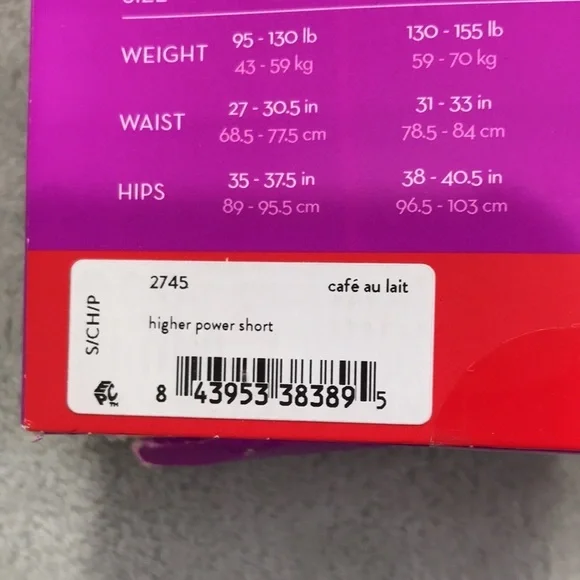 SIZE
WEIGHT 95 - 130 lb 130 - 155 lb
43 - 59 kg 59 - 70 kg
WAIST 27 - 30.5 in 31 - 33 in
68.5 - 77.5 cm 78.5 - 84 cm
HIPS 35 - 37.5 in 38 - 40.5 in
89 - 95.5 cm 96.5 - 103 cm
S/CH/P
2745 café au lait
higher power short
EPC TM
8 43953 38389 5